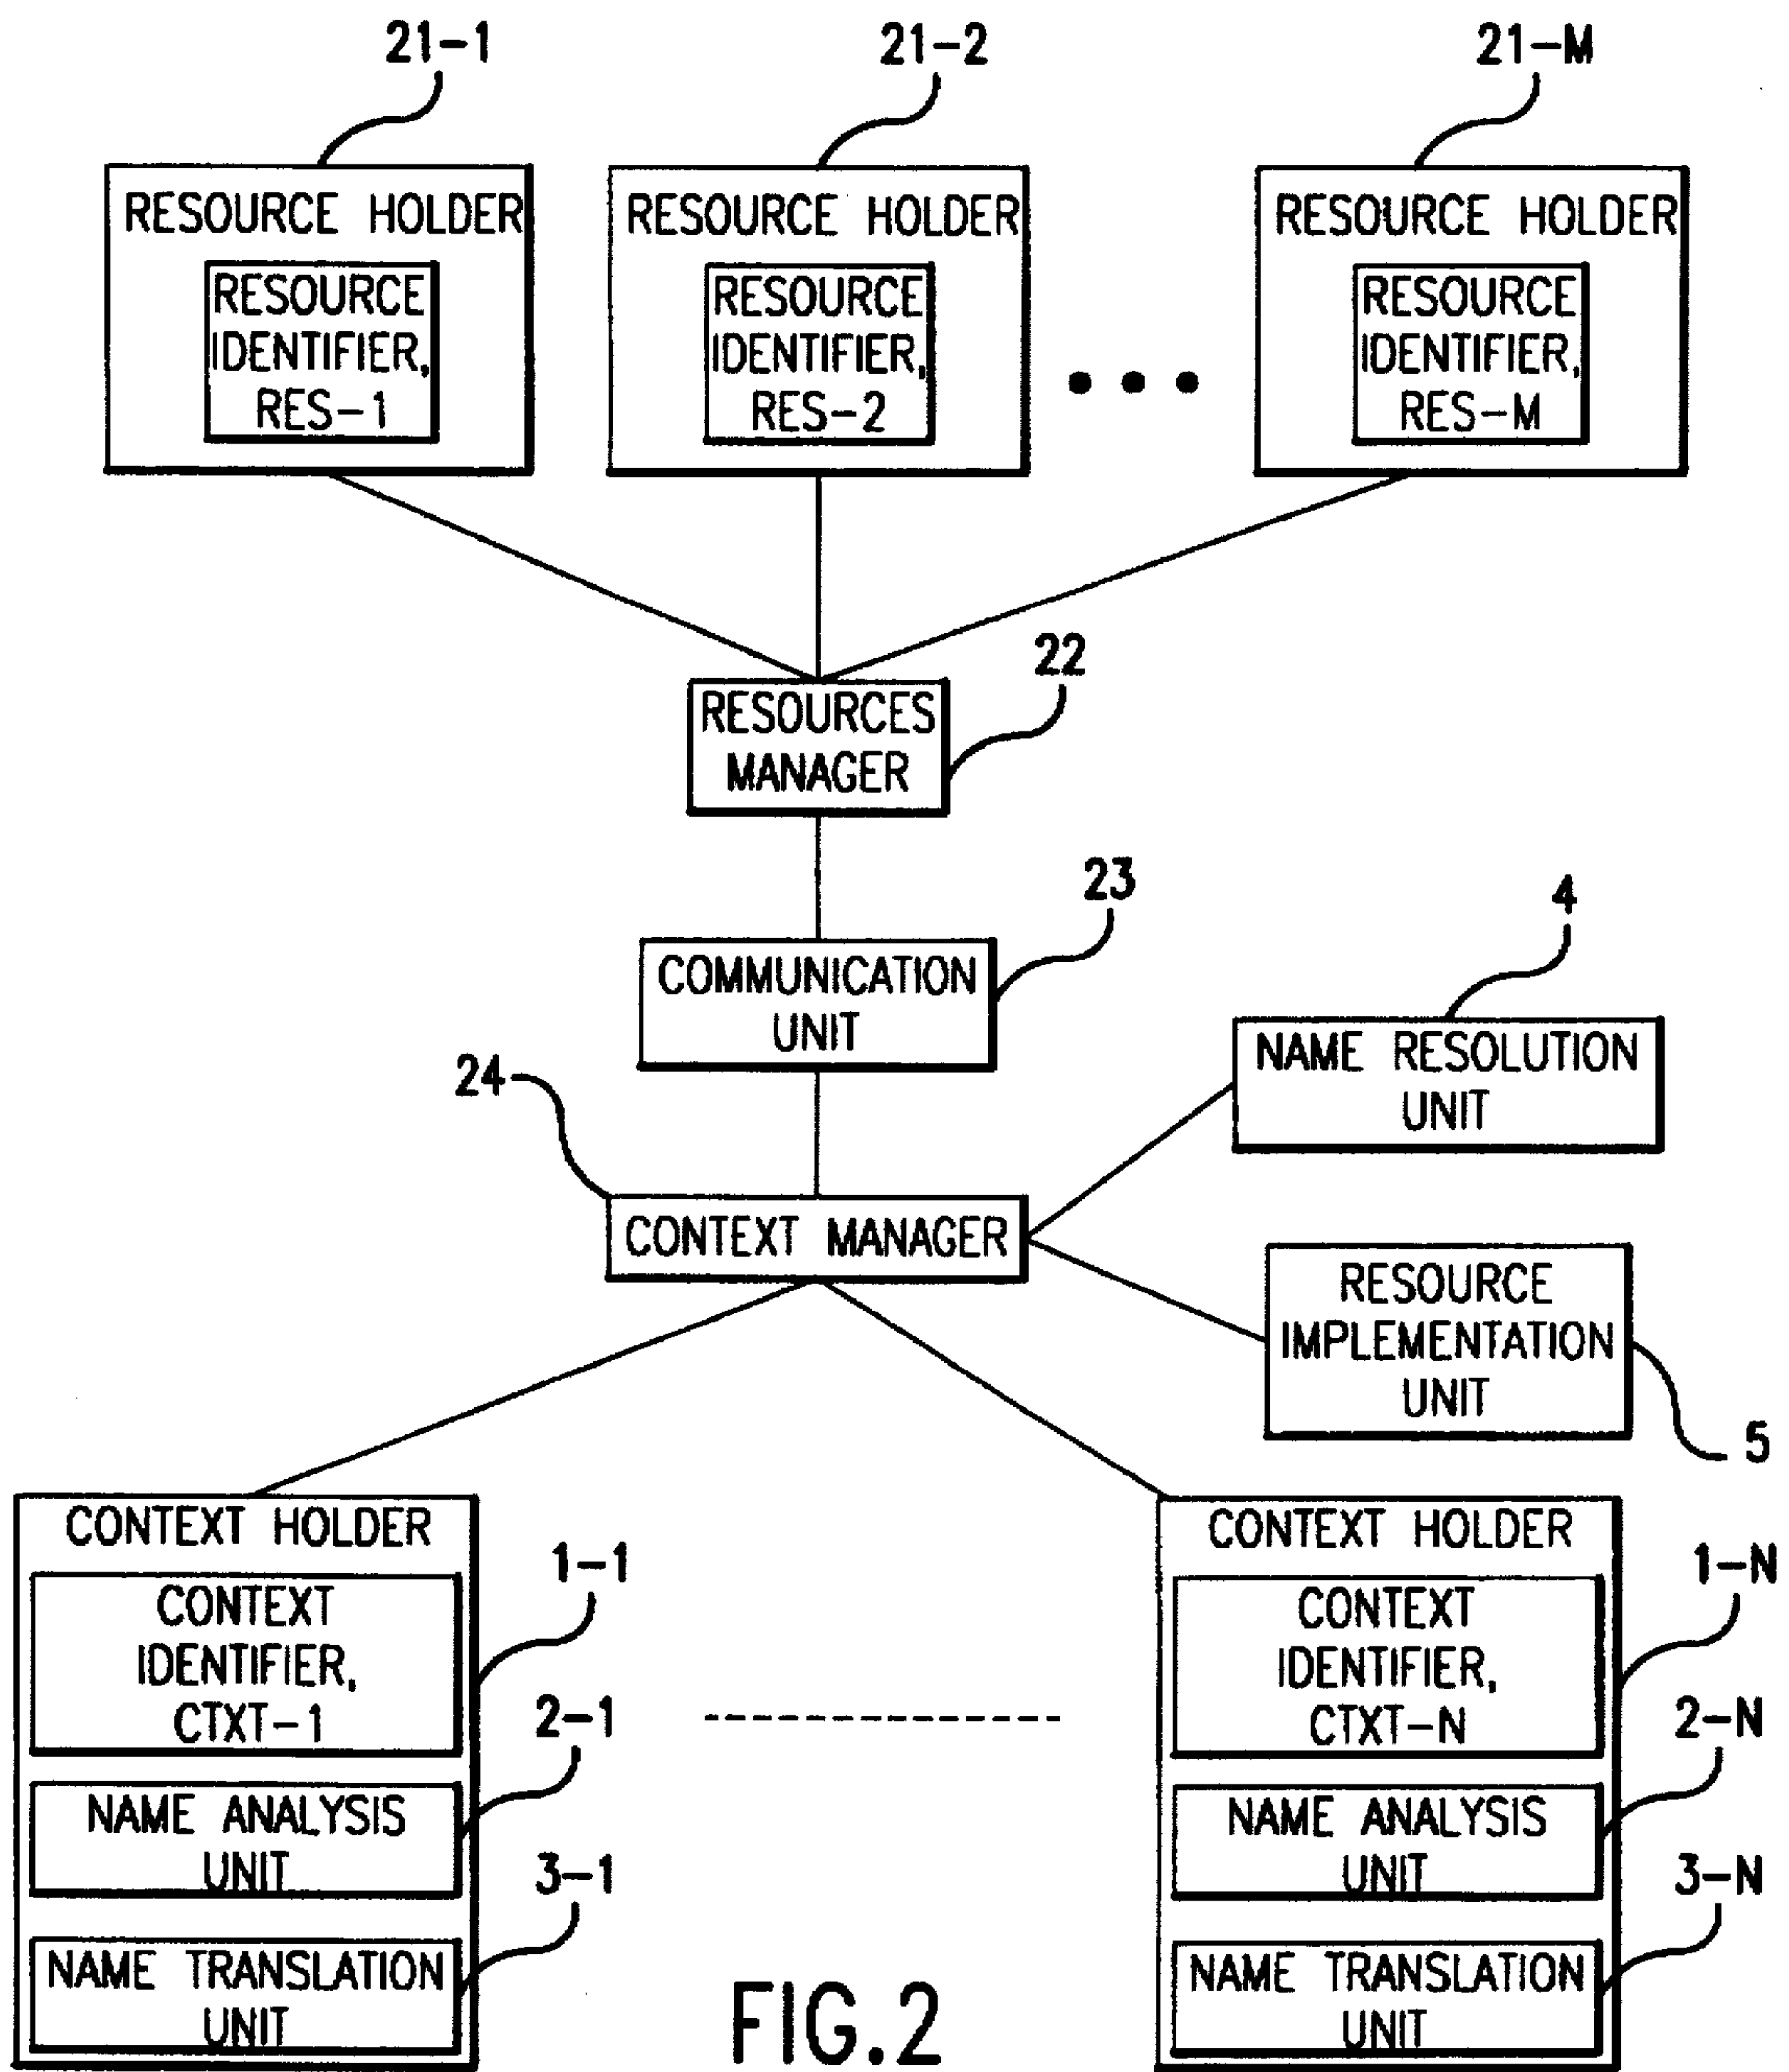 21-1
21-2
21-M
RESOURCE HOLDER
RESOURCE IDENTIFIER, RES-1
RESOURCE HOLDER
RESOURCE IDENTIFIER, RES-2
RESOURCE HOLDER
RESOURCE IDENTIFIER, RES-M
22
RESOURCES
MANAGER
23
COMMUNICATION
UNIT
4
NAME RESOLUTION
UNIT
24
CONTEXT MANAGER
RESOURCE
IMPLEMENTATION
UNIT
5
CONTEXT HOLDER
1-1
CONTEXT
IDENTIFIER,
CTXT-1
2-1
NAME ANALYSIS
UNIT
3-1
NAME TRANSLATION
UNIT
CONTEXT HOLDER
1-N
CONTEXT
IDENTIFIER,
CTXT-N
2-N
NAME ANALYSIS
UNIT
3-N
NAME TRANSLATION
UNIT
FIG.2